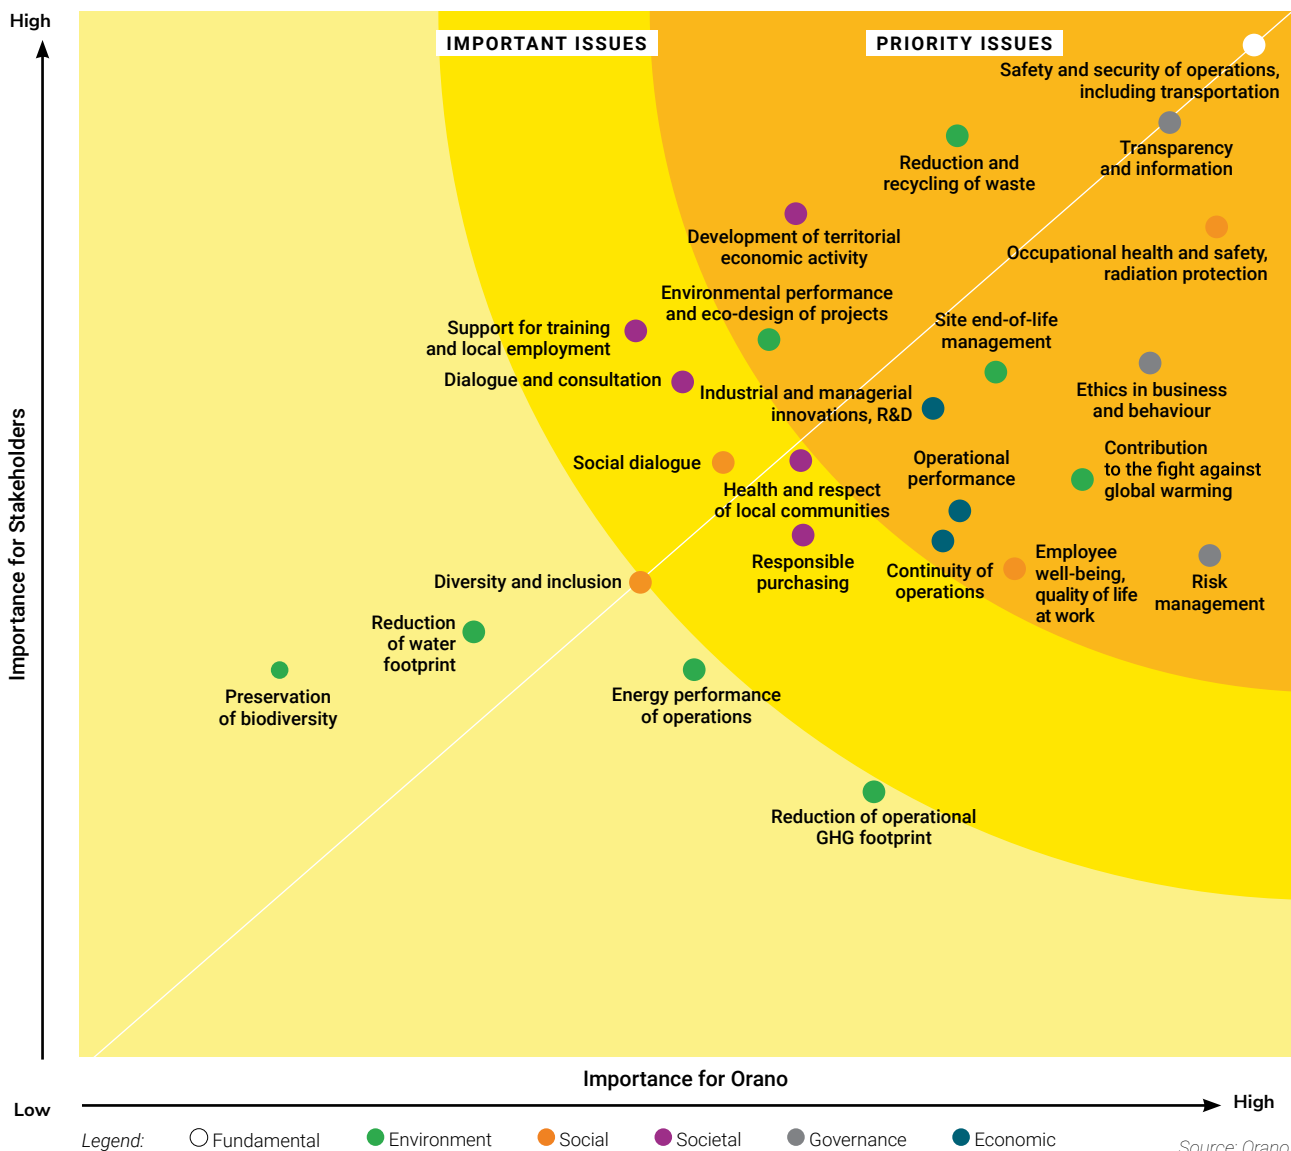 High
IMPORTANT ISSUES
PRIORITY ISSUES
Safety and security of operations,
including transportation
Transparency
and information
Reduction and
recycling of waste
Development of territorial
economic activity
Occupational health and safety,
radiation protection
Environmental performance
and eco-design of projects
Support for training
and local employment
Site end-of-life
management
Dialogue and consultation
Industrial and managerial
innovations, R&D
Ethics in business
and behaviour
Social dialogue
Operational
performance
Contribution
to the fight against
global warming
Health and respect
of local communities
Responsible
purchasing
Continuity of
operations
Employee
well-being,
quality of life
at work
Risk
management
Diversity and inclusion
Reduction
of water
footprint
Preservation
of biodiversity
Energy performance
of operations
Reduction of operational
GHG footprint
Importance for Stakeholders
Importance for Orano
Low
High
Legend:
Fundamental
Environment
Social
Societal
Governance
Economic
Source: Orano